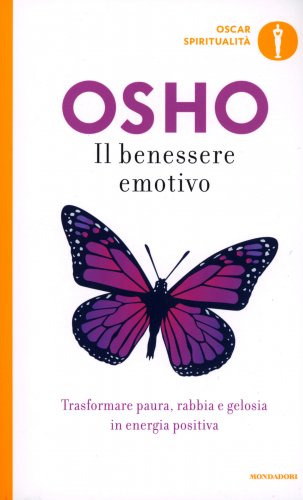 OSCAR
SPIRITUALITÀ
OSHO
Il benessere
emotivo
Trasformare paura, rabbia e gelosia
in energia positiva
MONDADORI